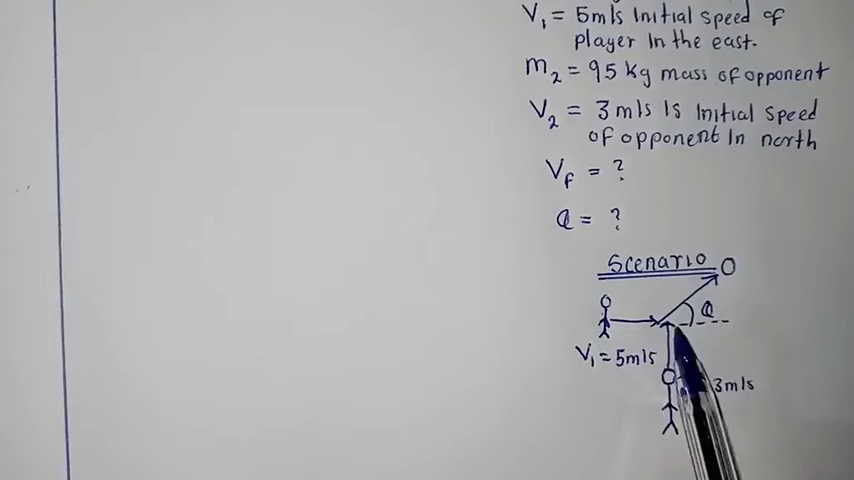 V₁ = 5m/s Initial speed of
player In the east.
m₂ = 95 kg mass of opponent
V₂ = 3 m/s Is Initial speed
of opponent In north
V_f = ?
Q = ?
Scenario
Q
V₁ = 5m/s
3m/s